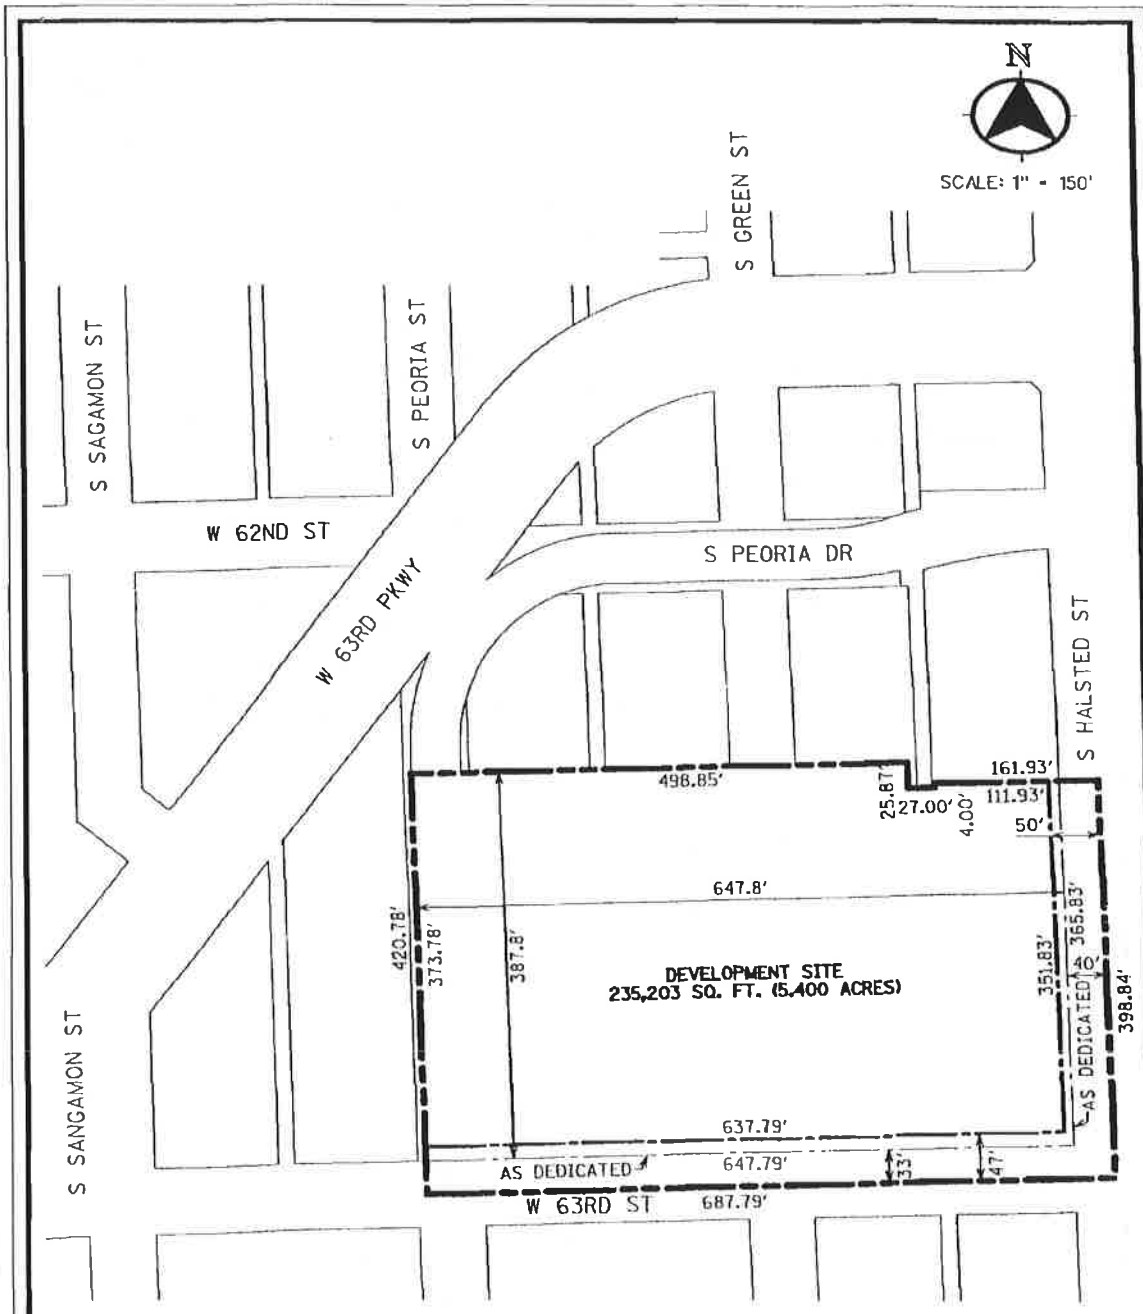 N
SCALE: 1" = 150'
S GREEN ST
S SAGAMON ST
S PEORIA ST
W 62ND ST
S PEORIA DR
W 63RD PKWY
S HALSTED ST
498.85'
25.87'
27.00'
4.00'
161.93'
111.93'
50'
647.8'
420.78'
373.78'
387.8'
DEVELOPMENT SITE
235,203 SQ. FT. (5.400 ACRES)
351.83'
365.83'
40'
AS DEDICATED
398.84'
S SANGAMON ST
637.79'
AS DEDICATED
647.79'
33'
47'
W 63RD ST
687.79'